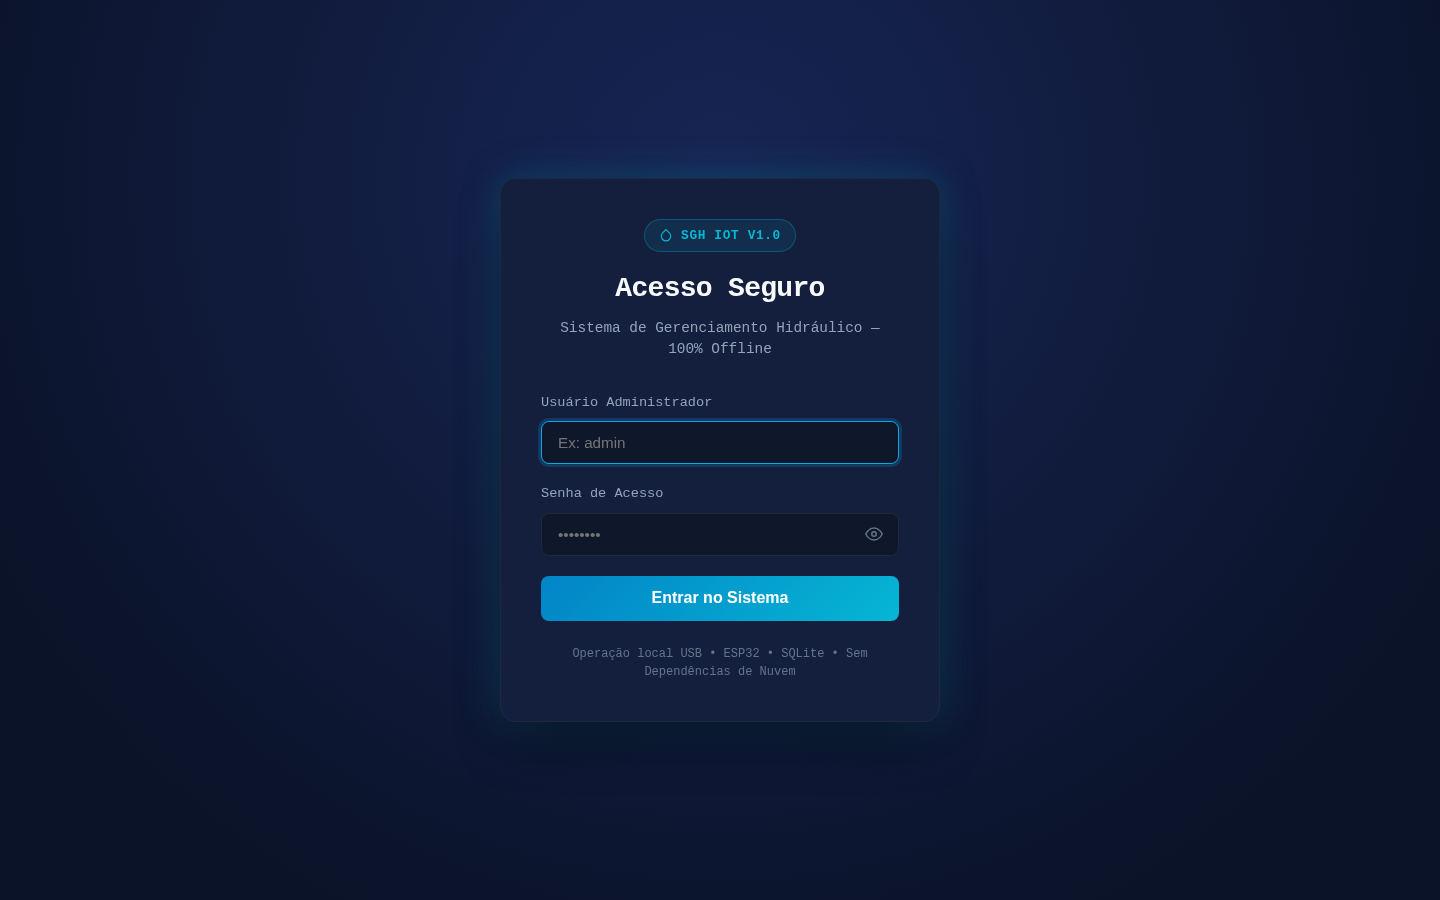 SGH IOT V1.0
Acesso Seguro
Sistema de Gerenciamento Hidráulico —
100% Offline
Usuário Administrador
Ex: admin
Senha de Acesso
••••••••
Entrar no Sistema
Operação local USB • ESP32 • SQLite • Sem
Dependências de Nuvem